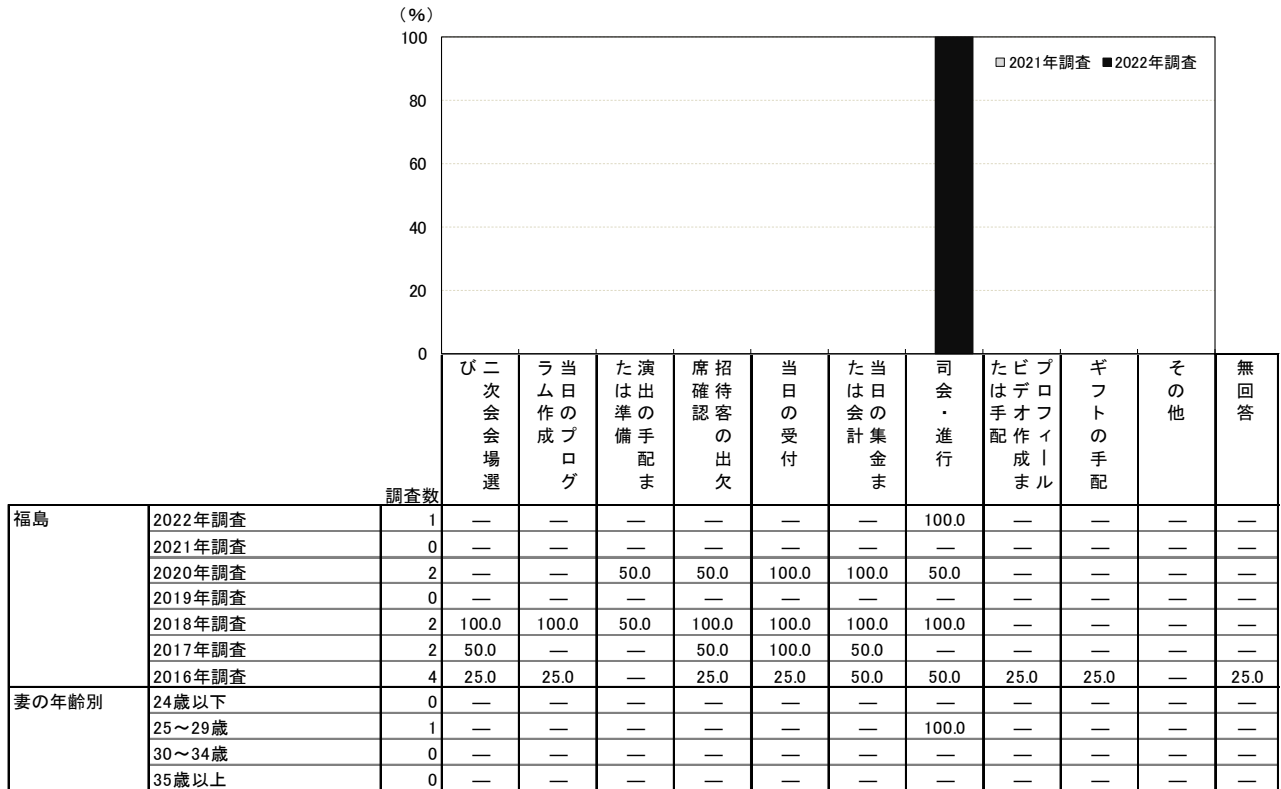 （％）
100
80
60
40
20
0
□2021年調査 ■2022年調査
調査数
二次会会場選び
当日のプログラム作成
演出の手配または準備
招待客の出欠席確認
当日の受付
当日の集金または会計
司会・進行
プロフィールビデオ作成または手配
ギフトの手配
その他
無回答
福島 2022年調査 1 ― ― ― ― ― ― 100.0 ― ― ― ―
2021年調査 0 ― ― ― ― ― ― ― ― ― ― ―
2020年調査 2 ― ― 50.0 50.0 100.0 100.0 50.0 ― ― ― ―
2019年調査 0 ― ― ― ― ― ― ― ― ― ― ―
2018年調査 2 100.0 100.0 50.0 100.0 100.0 100.0 100.0 ― ― ― ―
2017年調査 2 50.0 ― ― 50.0 100.0 50.0 ― ― ― ― ―
2016年調査 4 25.0 25.0 ― 25.0 25.0 50.0 50.0 25.0 25.0 ― 25.0
妻の年齢別 24歳以下 0 ― ― ― ― ― ― ― ― ― ― ―
25～29歳 1 ― ― ― ― ― ― 100.0 ― ― ― ―
30～34歳 0 ― ― ― ― ― ― ― ― ― ― ―
35歳以上 0 ― ― ― ― ― ― ― ― ― ― ―